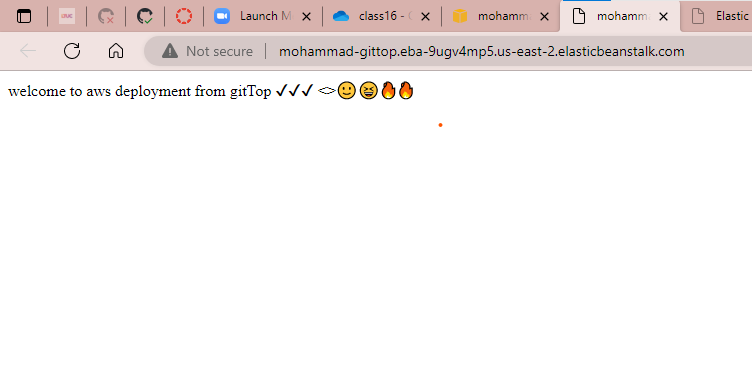 Launch M
class16 - 
mohamm
mohamm
Elastic
Not secure
mohammad-gittop.eba-9ugv4mp5.us-east-2.elasticbeanstalk.com
welcome to aws deployment from gitTop ✓✓✓ <>🙂😆🔥🔥